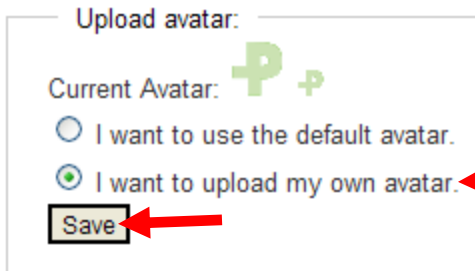 Upload avatar:
Current Avatar:
I want to use the default avatar.
I want to upload my own avatar.
Save